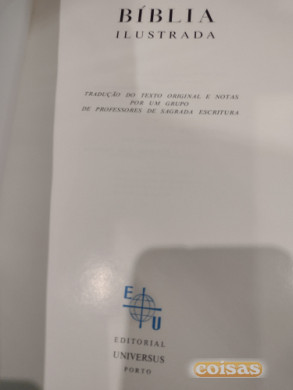 BÍBLIA
ILUSTRADA
TRADUÇÃO DO TEXTO ORIGINAL E NOTAS
POR UM GRUPO
DE PROFESSORES DE SAGRADA ESCRITURA
E
U
EDITORIAL
UNIVERSUS
PORTO
coisas